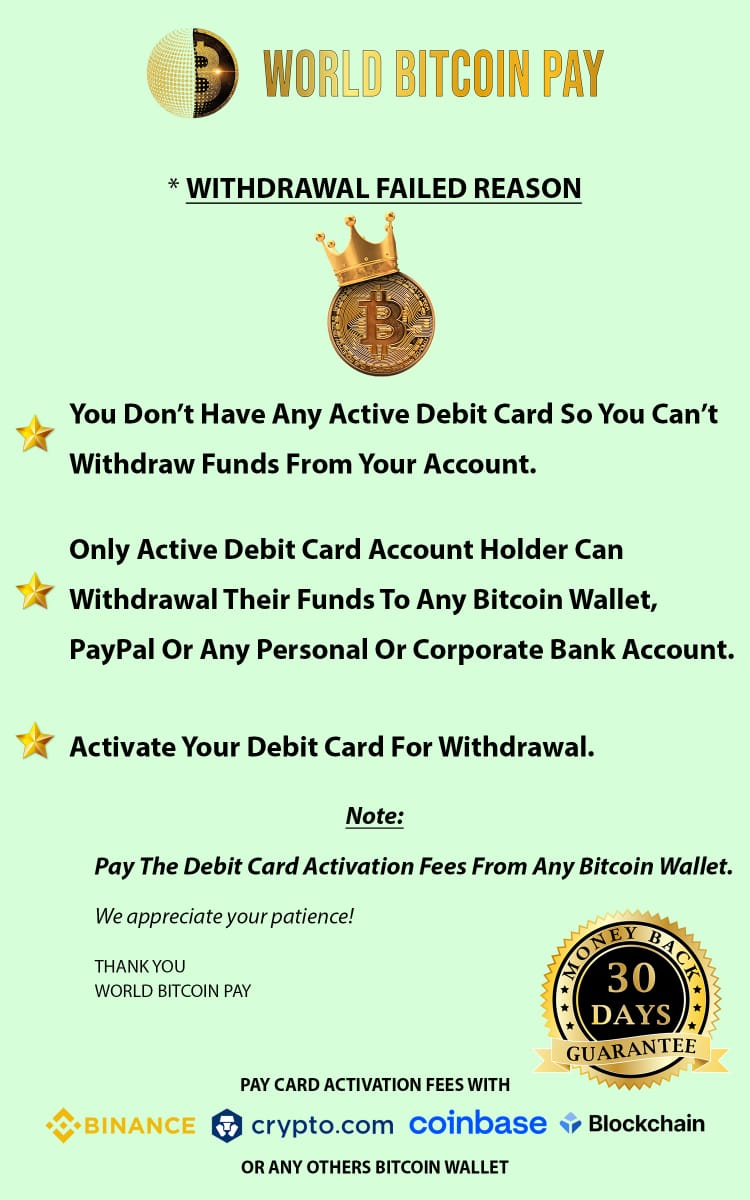 WORLD BITCOIN PAY
* WITHDRAWAL FAILED REASON
You Don’t Have Any Active Debit Card So You Can’t
Withdraw Funds From Your Account.
Only Active Debit Card Account Holder Can
Withdrawal Their Funds To Any Bitcoin Wallet,
PayPal Or Any Personal Or Corporate Bank Account.
Activate Your Debit Card For Withdrawal.
Note:
Pay The Debit Card Activation Fees From Any Bitcoin Wallet.
We appreciate your patience!
THANK YOU
WORLD BITCOIN PAY
MONEY BACK
30
DAYS
GUARANTEE
PAY CARD ACTIVATION FEES WITH
BINANCE crypto.com coinbase Blockchain
OR ANY OTHERS BITCOIN WALLET